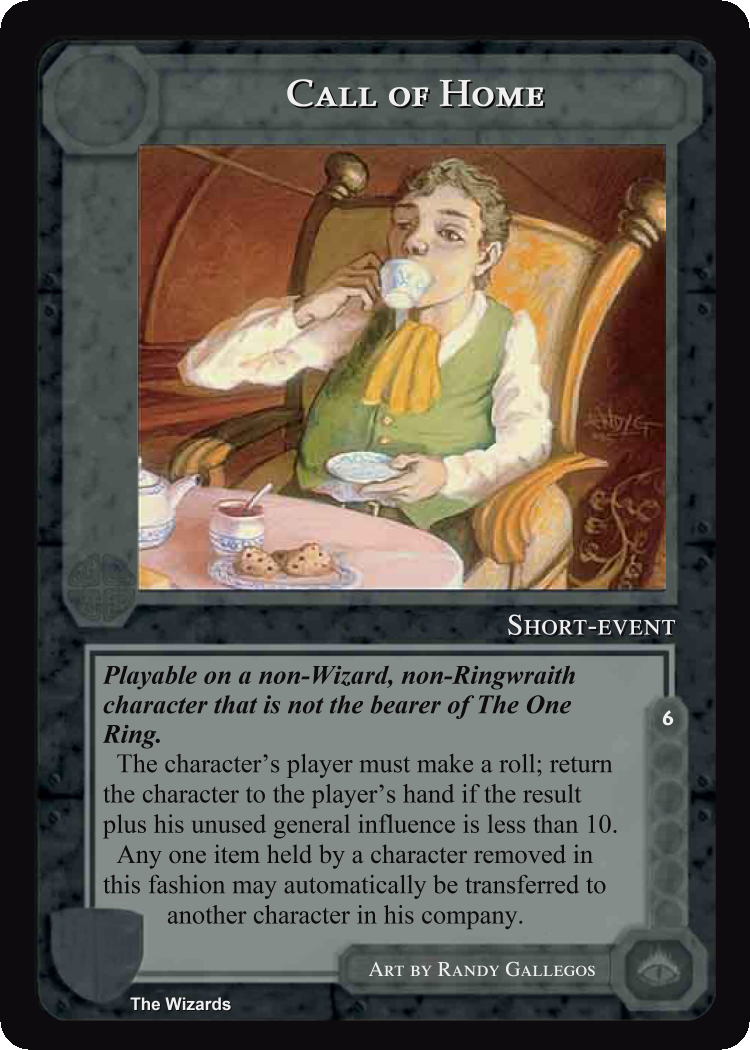 CALL OF HOME
SHORT-EVENT
Playable on a non-Wizard, non-Ringwraith
character that is not the bearer of The One
Ring.
The character's player must make a roll; return
the character to the player's hand if the result
plus his unused general influence is less than 10.
Any one item held by a character removed in
this fashion may automatically be transferred to
another character in his company.
6
ART BY RANDY GALLEGOS
The Wizards